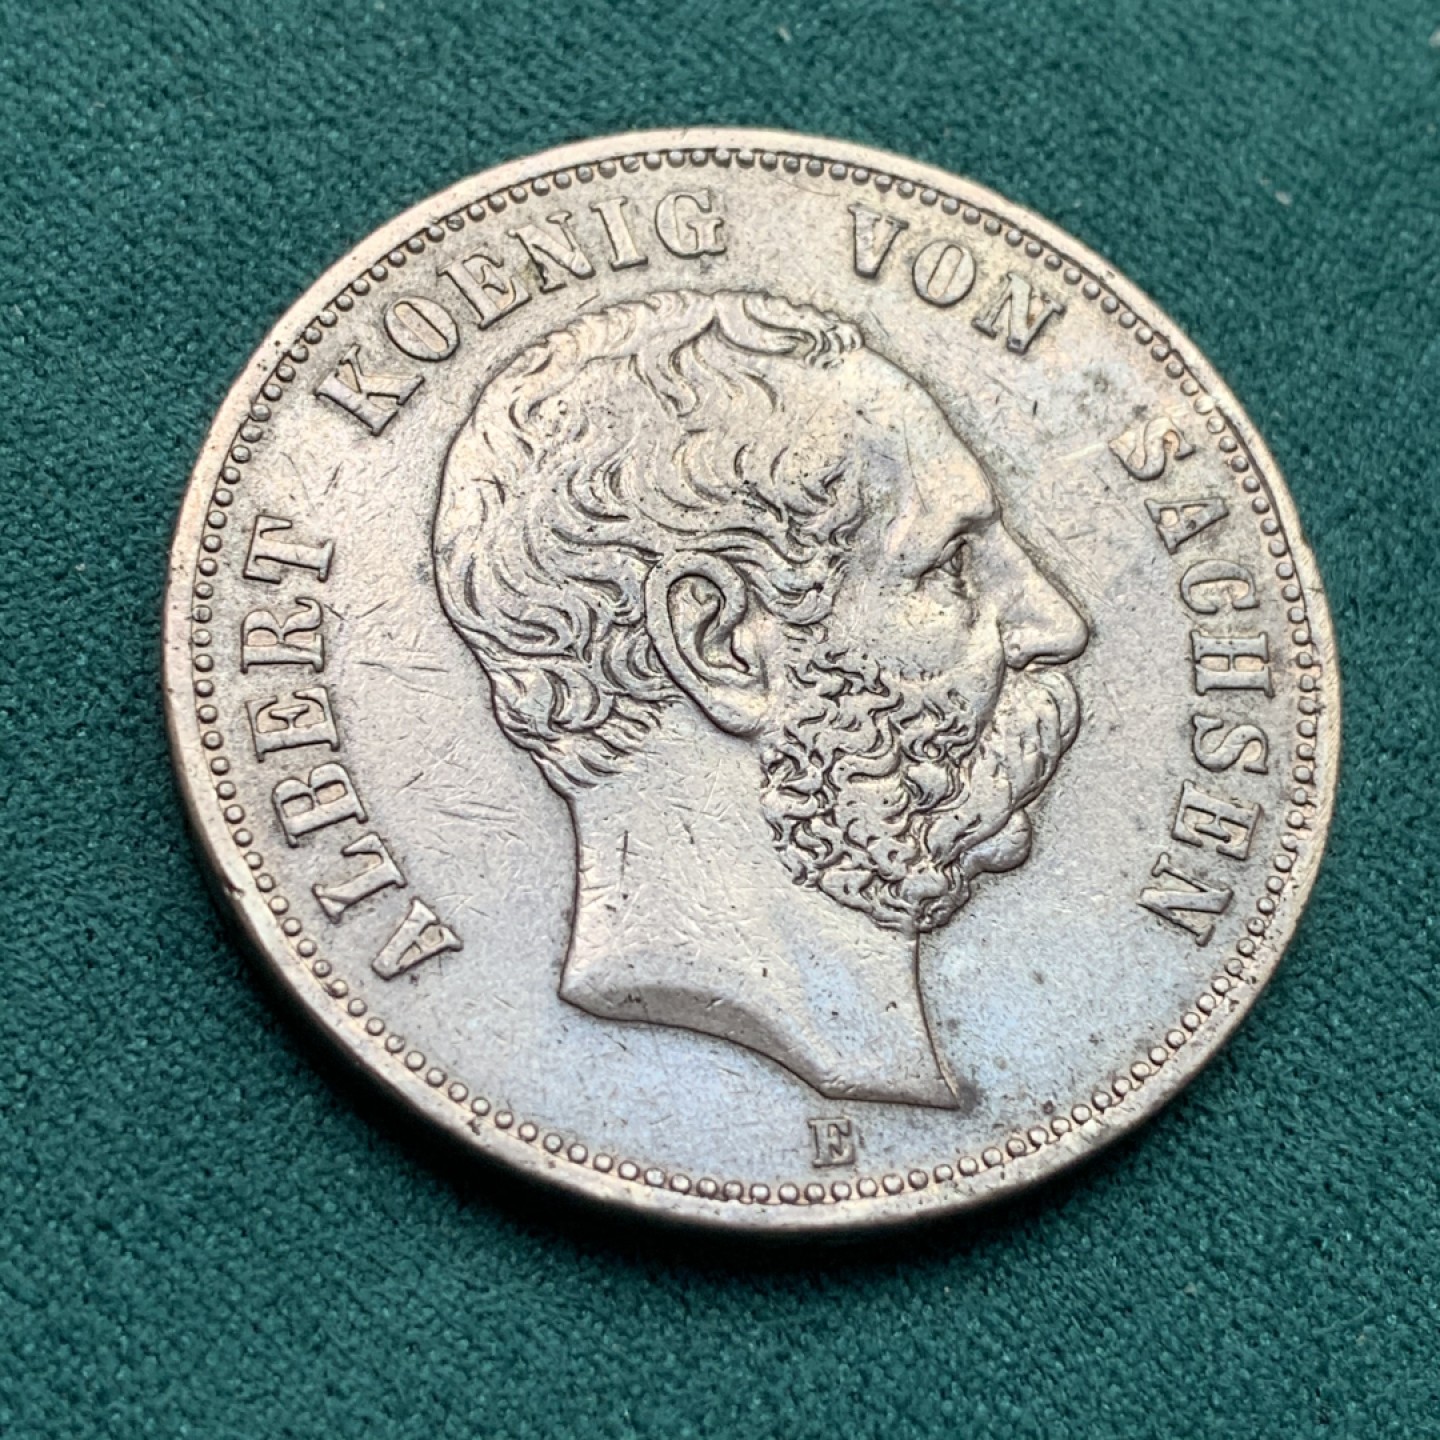 ALBERT KOENIG VON SACHSEN
E